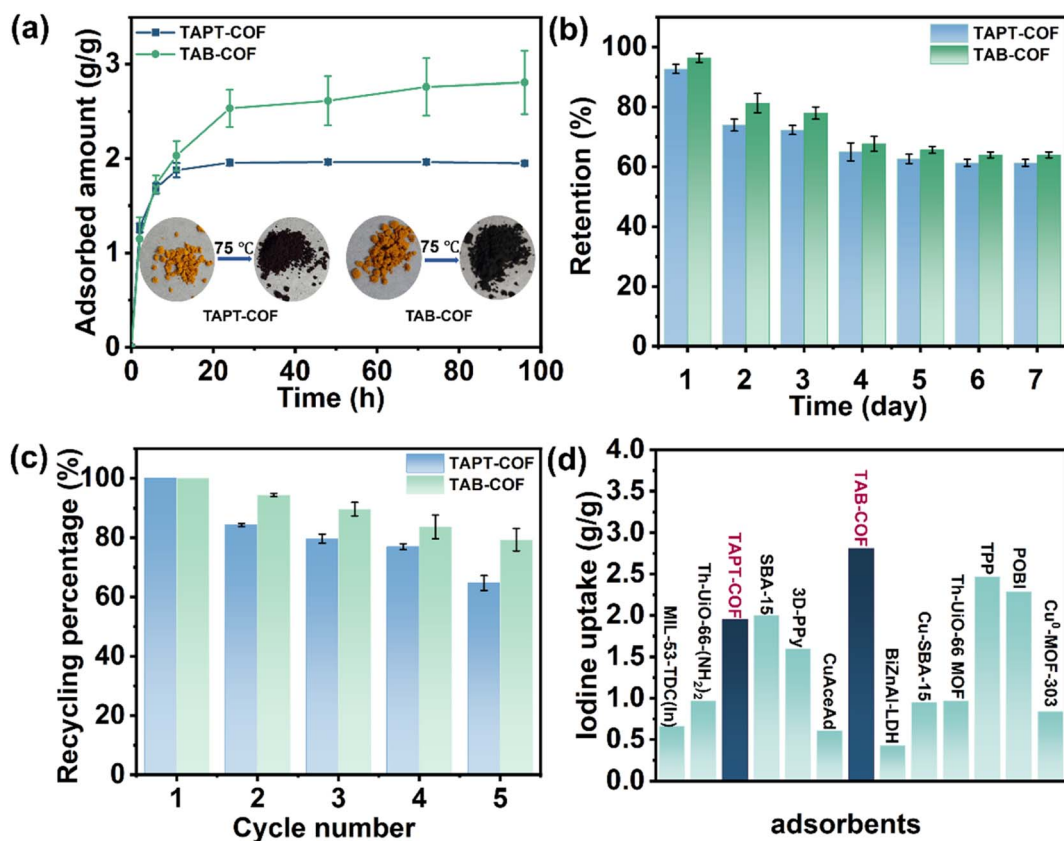 (a)
TAPT-COF
TAB-COF
Adsorbed amount (g/g)
3
2
1
0
75 °C
75 °C
TAPT-COF
TAB-COF
0
20
40
60
80
100
Time (h)
(b)
TAPT-COF
TAB-COF
Retention (%)
100
80
60
40
20
0
1
2
3
4
5
6
7
Time (day)
(c)
TAPT-COF
TAB-COF
Recycling percentage (%)
100
80
60
40
20
0
1
2
3
4
5
Cycle number
(d)
Iodine uptake (g/g)
4.0
3.5
3.0
2.5
2.0
1.5
1.0
0.5
0.0
MIL-53-TDC(In)
Th-UiO-66-(NH₂)₂
TAPT-COF
SBA-15
3D-PPy
CuAceAd
TAB-COF
BiZnAl-LDH
Cu-SBA-15
Th-UiO-66 MOF
TPP
POBI
Cu⁰-MOF-303
adsorbents